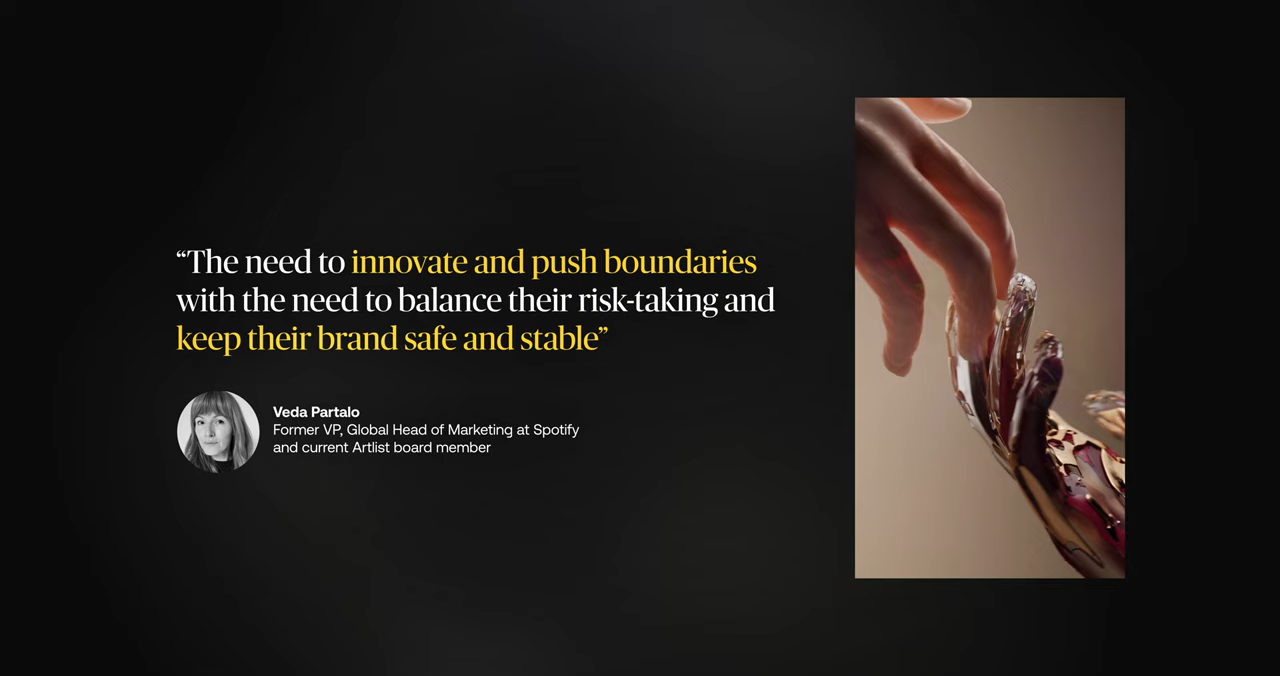 “The need to innovate and push boundaries
with the need to balance their risk-taking and
keep their brand safe and stable”
Veda Partalo
Former VP, Global Head of Marketing at Spotify
and current Artlist board member